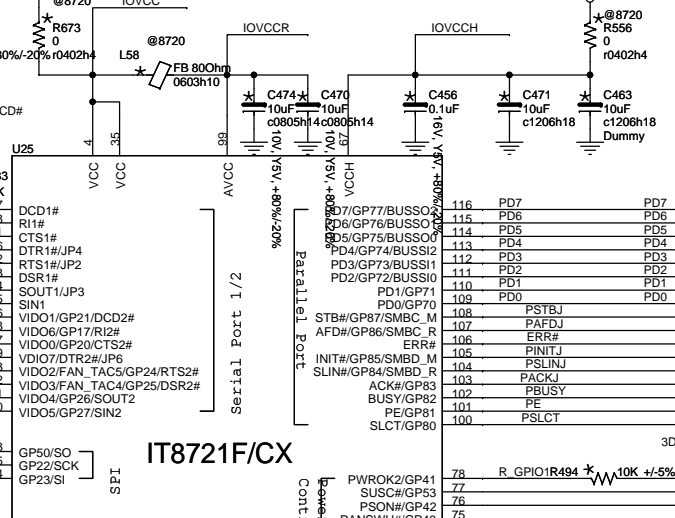 IOVCC
@8720
R673
0
80%/-20% r0402h4
L58
@8720
FB 80Ohm
0603h10
IOVCCR
IOVCCH
C474
10uF
c0805h14
10V, Y5V, +80%/-20%
C470
10uF
c0805h14
10V, Y5V, +80%/-20%
C456
0.1uF
16V, Y5V, +80%/-20%
C471
10uF
c1206h18
C463
10uF
c1206h18
Dummy
@8720
R556
0
r0402h4
CD#
U25
4
35
99
67
VCC
VCC
AVCC
VCCH
DCD1#
RI1#
CTS1#
DTR1#/JP4
RTS1#/JP2
DSR1#
SOUT1/JP3
SIN1
VIDO1/GP21/DCD2#
VIDO6/GP17/RI2#
VIDO0/GP20/CTS2#
VDIO7/DTR2#/JP6
VIDO2/FAN_TAC5/GP24/RTS2#
VIDO3/FAN_TAC4/GP25/DSR2#
VIDO4/GP26/SOUT2
VIDO5/GP27/SIN2
Serial Port 1/2
Parallel Port
PD7/GP77/BUSSO2 116 PD7 PD7
PD6/GP76/BUSSO1 115 PD6 PD6
PD5/GP75/BUSSO0 114 PD5 PD5
PD4/GP74/BUSSI2 113 PD4 PD4
PD3/GP73/BUSSI1 112 PD3 PD3
PD2/GP72/BUSSI0 111 PD2 PD2
PD1/GP71 110 PD1 PD1
PD0/GP70 109 PD0 PD0
STB#/GP87/SMBC_M 108 PSTBJ
AFD#/GP86/SMBC_R 107 PAFDJ
ERR# 106 ERR#
INIT#/GP85/SMBD_M 105 PINITJ
SLIN#/GP84/SMBD_R 104 PSLINJ
ACK#/GP83 103 PACKJ
BUSY/GP82 102 PBUSY
PE/GP81 101 PE
SLCT/GP80 100 PSLCT
IT8721F/CX
GP50/SO
GP22/SCK
GP23/SI
SPI
Power
Cont
3D
PWROK2/GP41 78 R_GPIO1 R494 10K +/-5%
SUSC#/GP53 77
PSON#/GP42 76
75